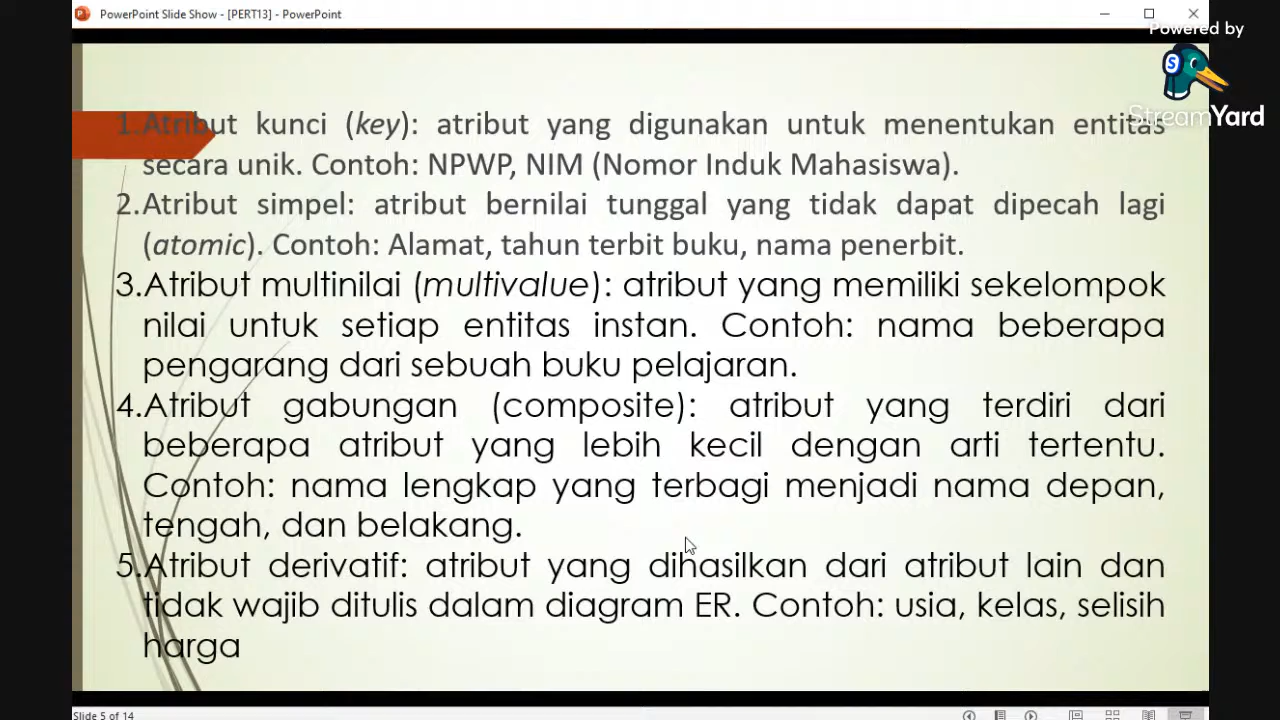 PowerPoint Slide Show - [PERT13] - PowerPoint
Powered by
S
StreamYard
1.Atribut kunci (key): atribut yang digunakan untuk menentukan entitas
secara unik. Contoh: NPWP, NIM (Nomor Induk Mahasiswa).
2.Atribut simpel: atribut bernilai tunggal yang tidak dapat dipecah lagi
(atomic). Contoh: Alamat, tahun terbit buku, nama penerbit.
3.Atribut multinilai (multivalue): atribut yang memiliki sekelompok
nilai untuk setiap entitas instan. Contoh: nama beberapa
pengarang dari sebuah buku pelajaran.
4.Atribut gabungan (composite): atribut yang terdiri dari
beberapa atribut yang lebih kecil dengan arti tertentu.
Contoh: nama lengkap yang terbagi menjadi nama depan,
tengah, dan belakang.
5.Atribut derivatif: atribut yang dihasilkan dari atribut lain dan
tidak wajib ditulis dalam diagram ER. Contoh: usia, kelas, selisih
harga
Slide 5 of 14